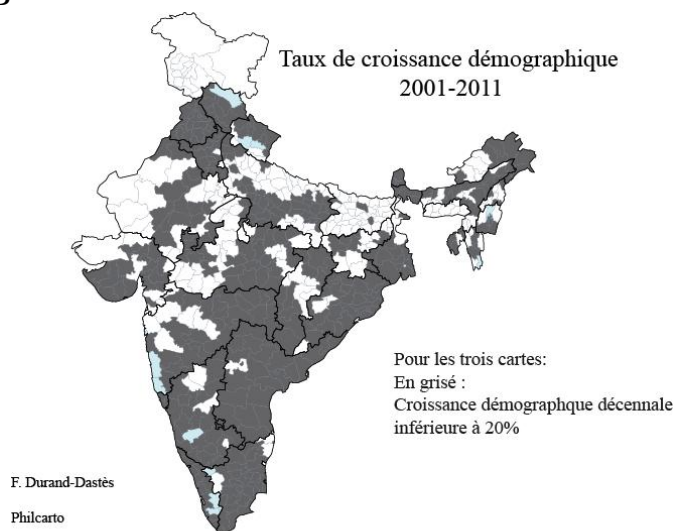 Taux de croissance démographique
2001-2011
Pour les trois cartes:
En grisé :
Croissance démographque décennale
inférieure à 20%
F. Durand-Dastès
Philcarto